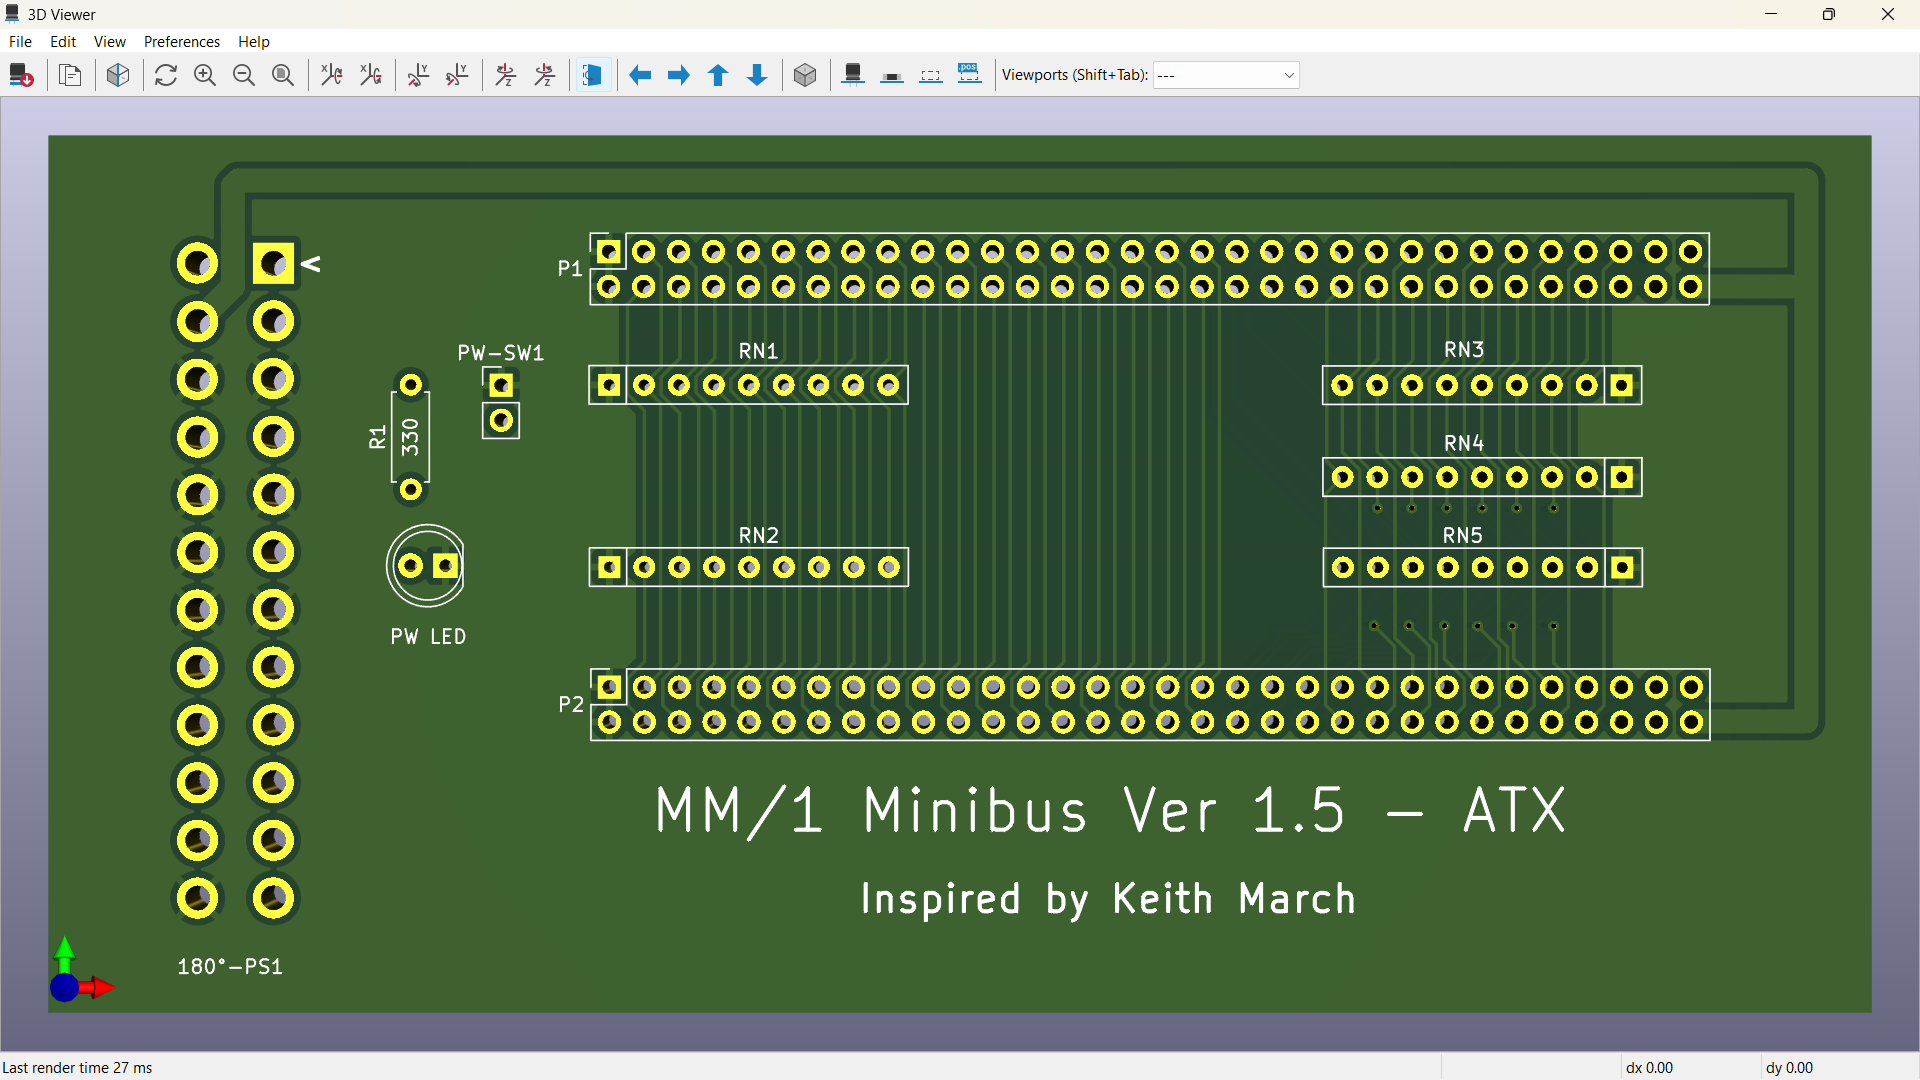 3D Viewer
File Edit View Preferences Help
Viewports (Shift+Tab): ---
P1
PW-SW1
RN1
RN3
R1
330
RN4
RN2
RN5
PW LED
P2
MM/1 Minibus Ver 1.5 - ATX
Inspired by Keith March
180°-PS1
Last render time 27 ms
dx 0.00
dy 0.00